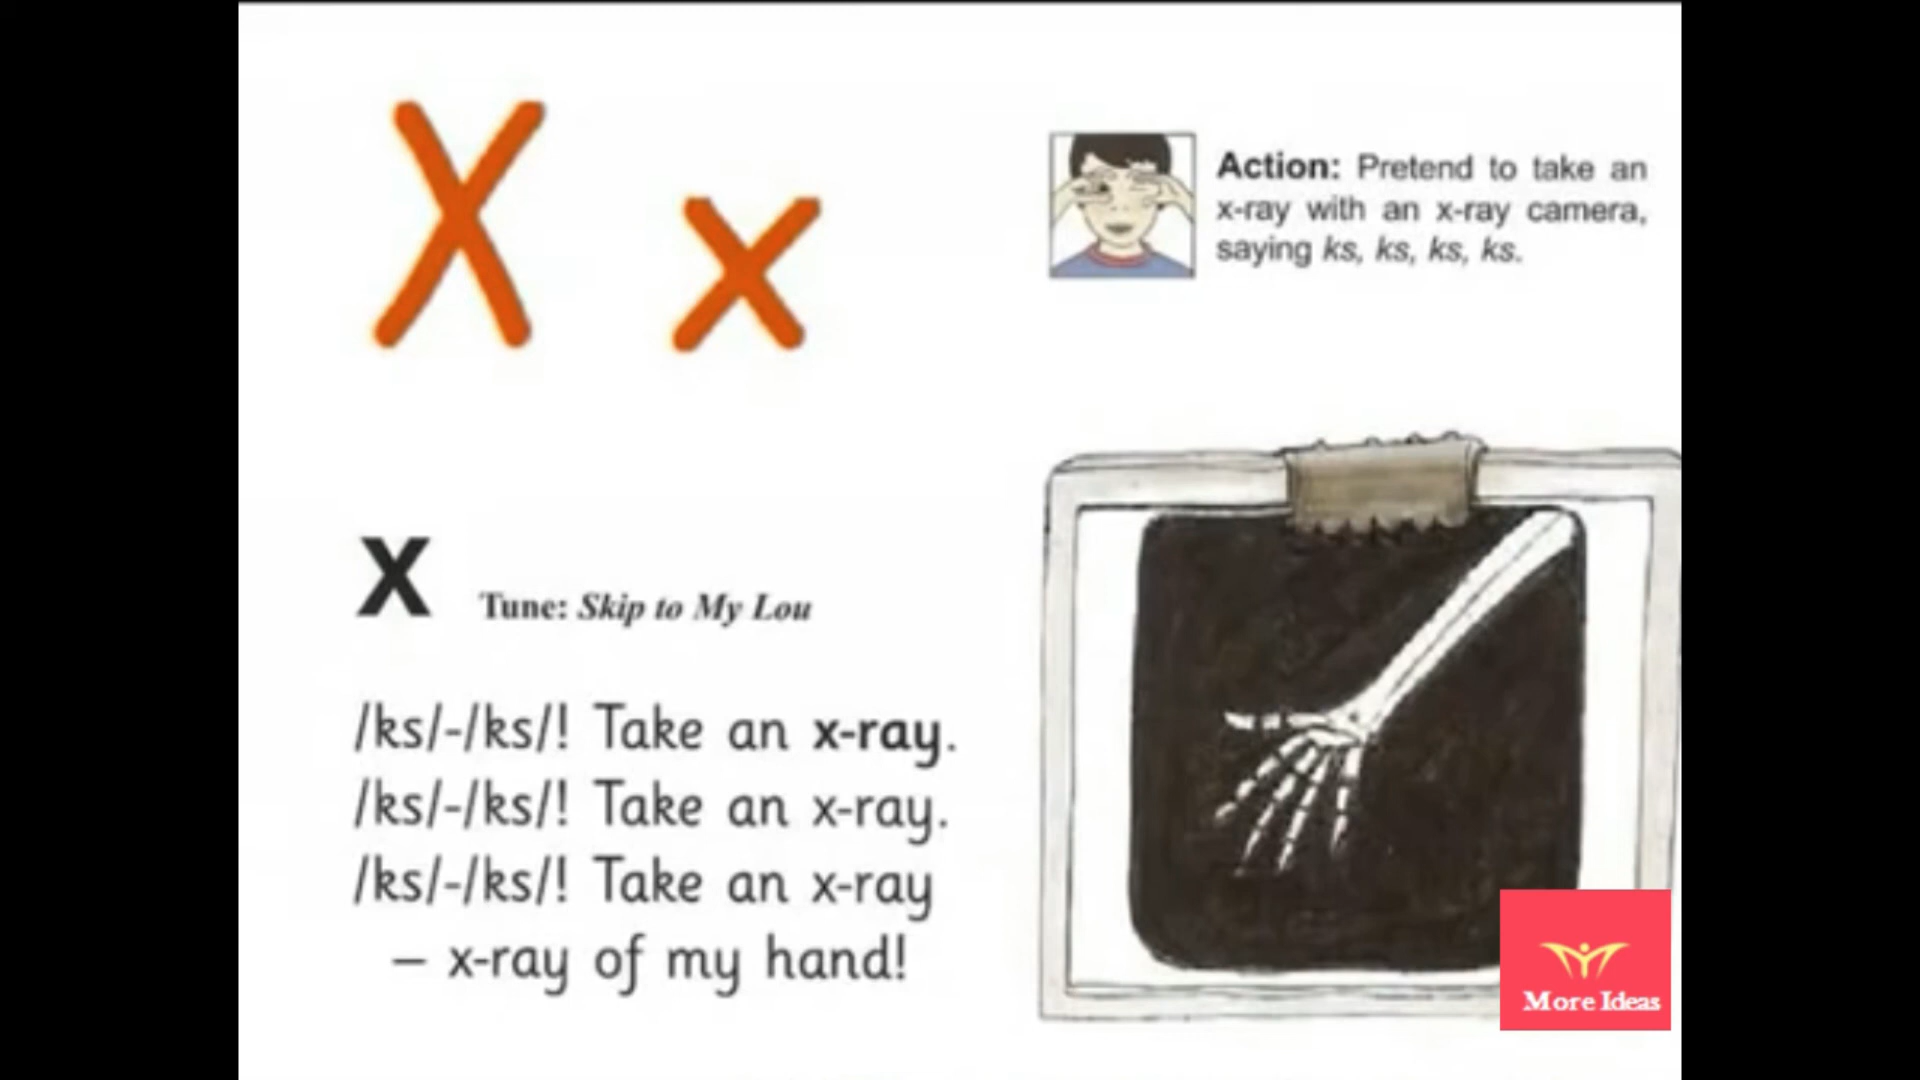 X x
Action: Pretend to take an
x-ray with an x-ray camera,
saying ks, ks, ks, ks.
x Tune: Skip to My Lou
/ks/-/ks/! Take an x-ray.
/ks/-/ks/! Take an x-ray.
/ks/-/ks/! Take an x-ray
– x-ray of my hand!
More Ideas